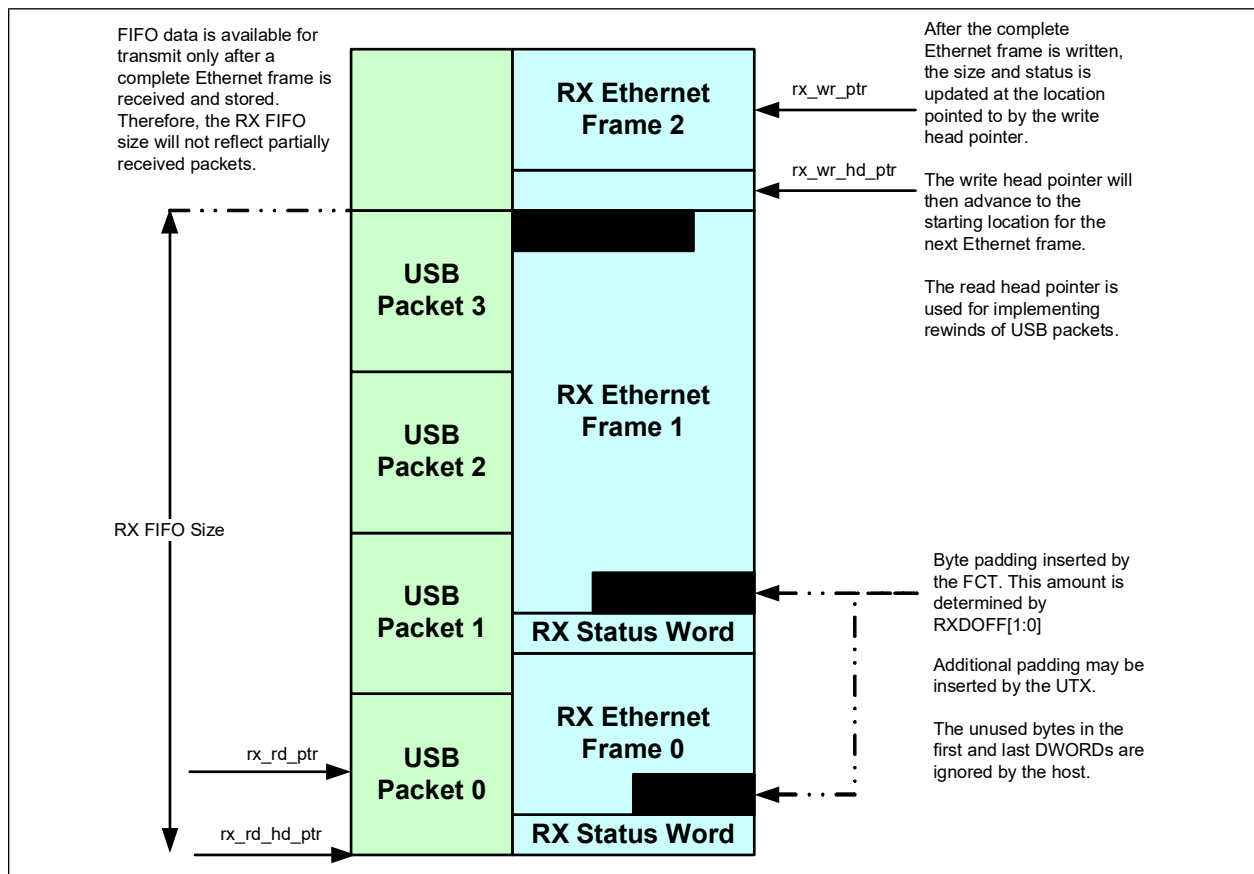 FIFO data is available for
transmit only after a
complete Ethernet frame is
received and stored.
Therefore, the RX FIFO
size will not reflect partially
received packets.
RX Ethernet
Frame 2
rx_wr_ptr
After the complete
Ethernet frame is written,
the size and status is
updated at the location
pointed to by the write
head pointer.
rx_wr_hd_ptr
The write head pointer will
then advance to the
starting location for the
next Ethernet frame.
The read head pointer is
used for implementing
rewinds of USB packets.
USB
Packet 3
RX Ethernet
Frame 1
USB
Packet 2
RX FIFO Size
USB
Packet 1
RX Status Word
Byte padding inserted by
the FCT. This amount is
determined by
RXDOFF[1:0]
Additional padding may be
inserted by the UTX.
The unused bytes in the
first and last DWORDs are
ignored by the host.
RX Ethernet
Frame 0
rx_rd_ptr
USB
Packet 0
rx_rd_hd_ptr
RX Status Word